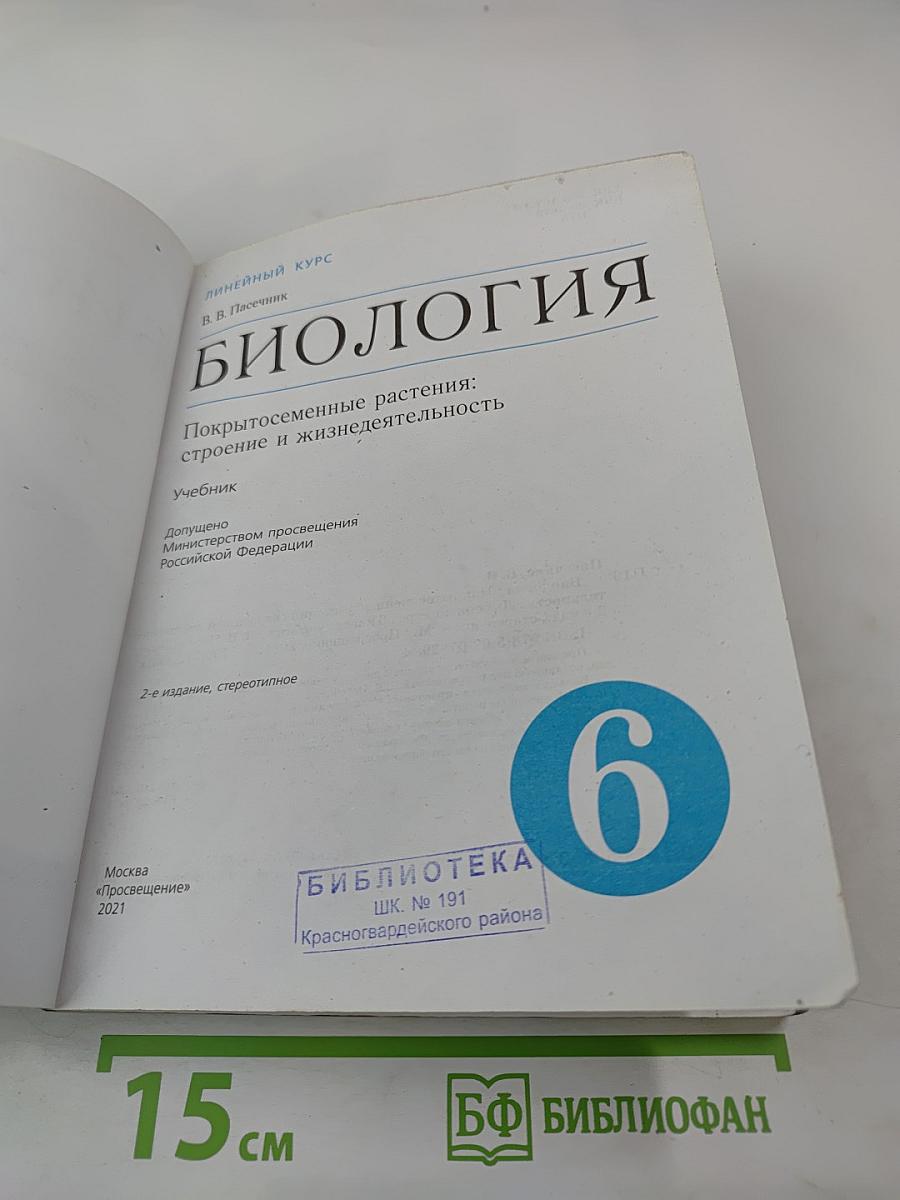 ЛИНЕЙНЫЙ КУРС
В. В. Пасечник
БИОЛОГИЯ
Покрытосеменные растения:
строение и жизнедеятельность
Учебник
Допущено
Министерством просвещения
Российской Федерации
2-е издание, стереотипное
6
Москва
«Просвещение»
2021
БИБЛИОТЕКА
ШК. № 191
Красногвардейского района
15 см
БФ БИБЛИОФАН